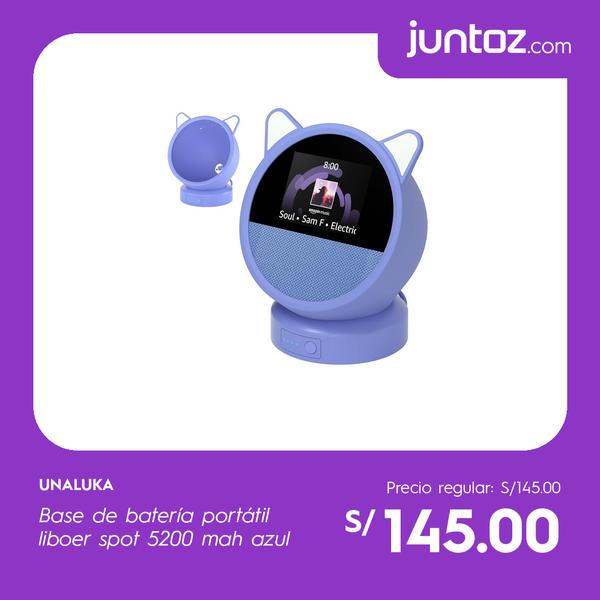 juntoz.com
8:00
amazon music
Soul • Sam F • Electric
UNALUKA
Base de batería portátil
liboer spot 5200 mah azul
Precio regular: S/145.00
S/ 145.00